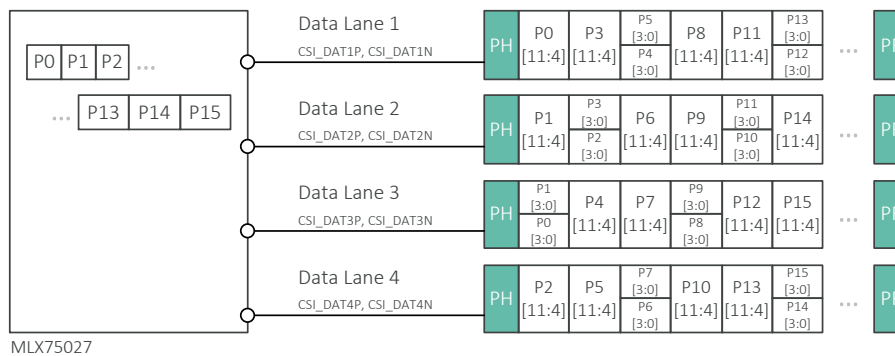 Data Lane 1
CSI_DAT1P, CSI_DAT1N
P0 P1 P2 ...
... P13 P14 P15
PH P0 [11:4] P3 [11:4] P5 [3:0] P4 [3:0] P8 [11:4] P11 [11:4] P13 [3:0] P12 [3:0] ...
Data Lane 2
CSI_DAT2P, CSI_DAT2N
PH P1 [11:4] P3 [3:0] P2 [3:0] P6 [11:4] P9 [11:4] P11 [3:0] P10 [3:0] P14 [11:4] ...
Data Lane 3
CSI_DAT3P, CSI_DAT3N
PH P1 [3:0] P0 [3:0] P4 [11:4] P7 [11:4] P9 [3:0] P8 [3:0] P12 [11:4] P15 [11:4] ...
Data Lane 4
CSI_DAT4P, CSI_DAT4N
PH P2 [11:4] P5 [11:4] P7 [3:0] P6 [3:0] P10 [11:4] P13 [11:4] P15 [3:0] P14 [3:0] ...
MLX75027